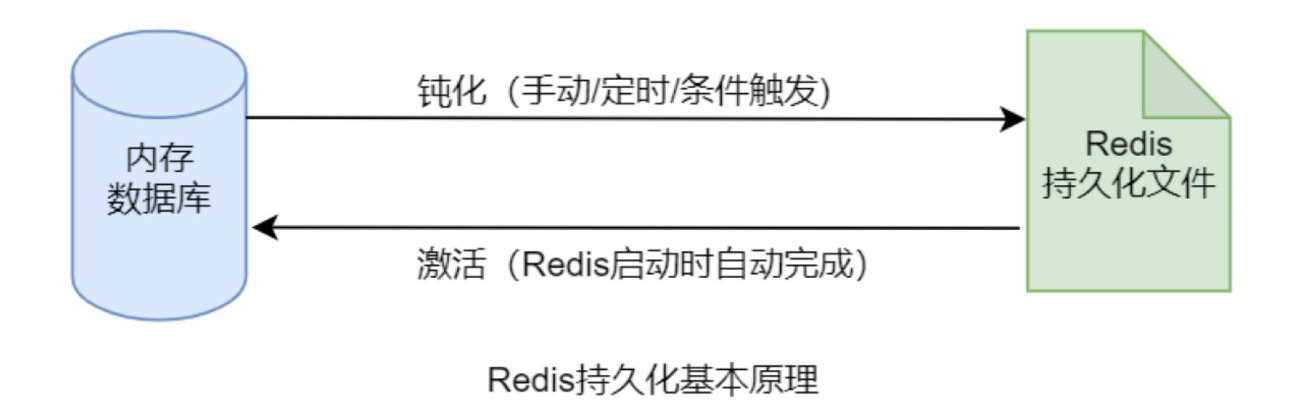 钝化（手动/定时/条件触发)
内存
数据库
Redis
持久化文件
激活（Redis启动时自动完成）
Redis持久化基本原理